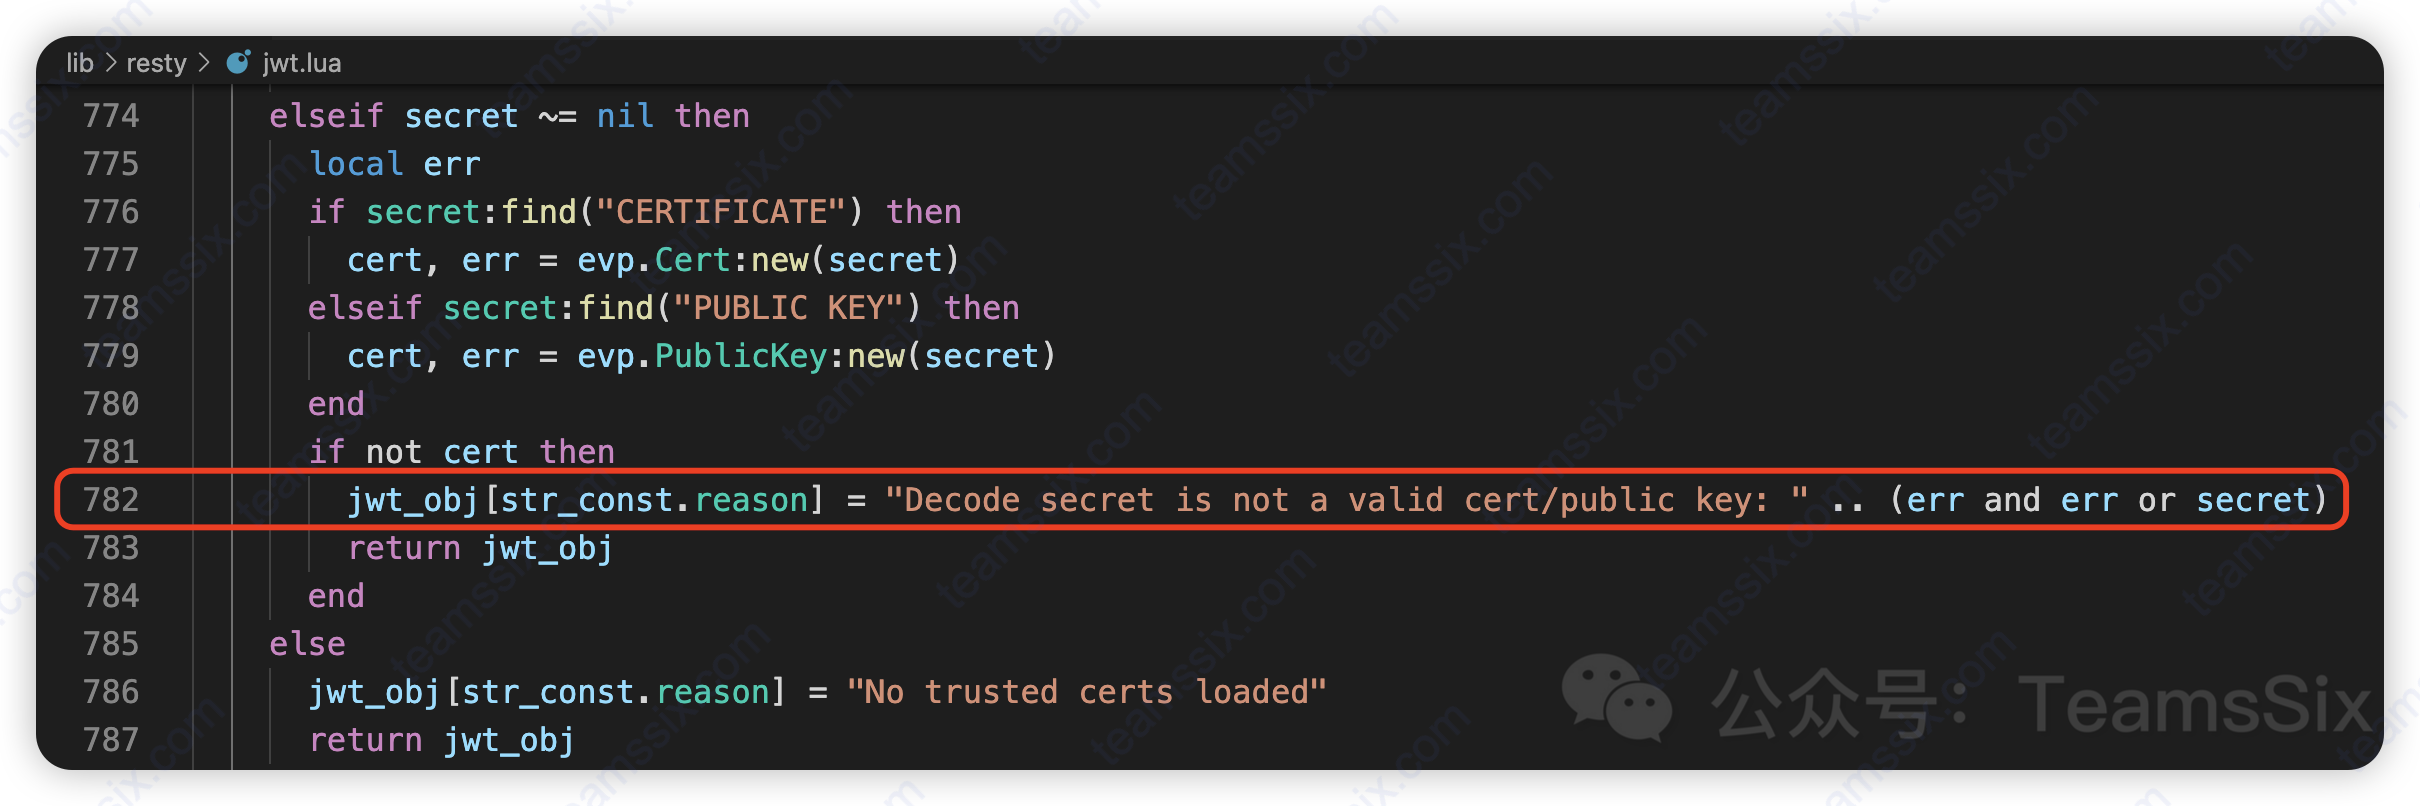 lib > resty > jwt.lua
774 elseif secret ~= nil then
775 local err
776 if secret:find("CERTIFICATE") then
777 cert, err = evp.Cert:new(secret)
778 elseif secret:find("PUBLIC KEY") then
779 cert, err = evp.PublicKey:new(secret)
780 end
781 if not cert then
782 jwt_obj[str_const.reason] = "Decode secret is not a valid cert/public key: " .. (err and err or secret)
783 return jwt_obj
784 end
785 else
786 jwt_obj[str_const.reason] = "No trusted certs loaded"
787 return jwt_obj
公众号：TeamsSix
teamssix.com